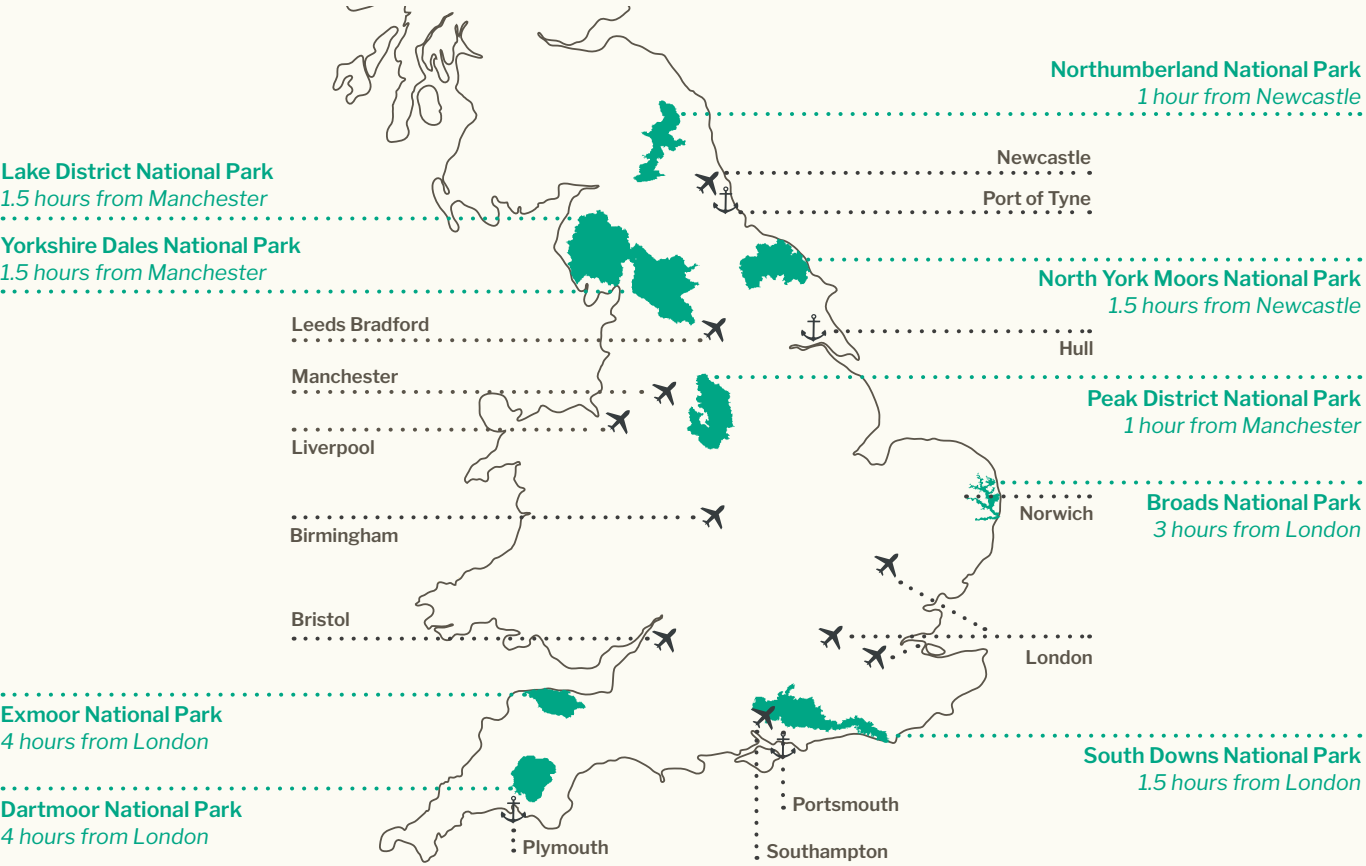 Northumberland National Park
1 hour from Newcastle
Newcastle
Lake District National Park
1.5 hours from Manchester
Port of Tyne
Yorkshire Dales National Park
1.5 hours from Manchester
North York Moors National Park
1.5 hours from Newcastle
Leeds Bradford
Hull
Manchester
Peak District National Park
1 hour from Manchester
Liverpool
Broads National Park
3 hours from London
Norwich
Birmingham
Bristol
London
Exmoor National Park
4 hours from London
South Downs National Park
1.5 hours from London
Dartmoor National Park
4 hours from London
Portsmouth
Plymouth
Southampton